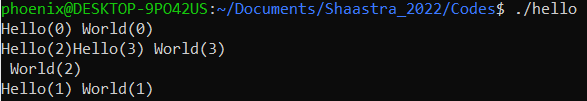 phoenix@DESKTOP-9PO42US:~/Documents/Shaastra_2022/Codes$ ./hello
Hello(0) World(0)
Hello(2)Hello(3) World(3)
 World(2)
Hello(1) World(1)